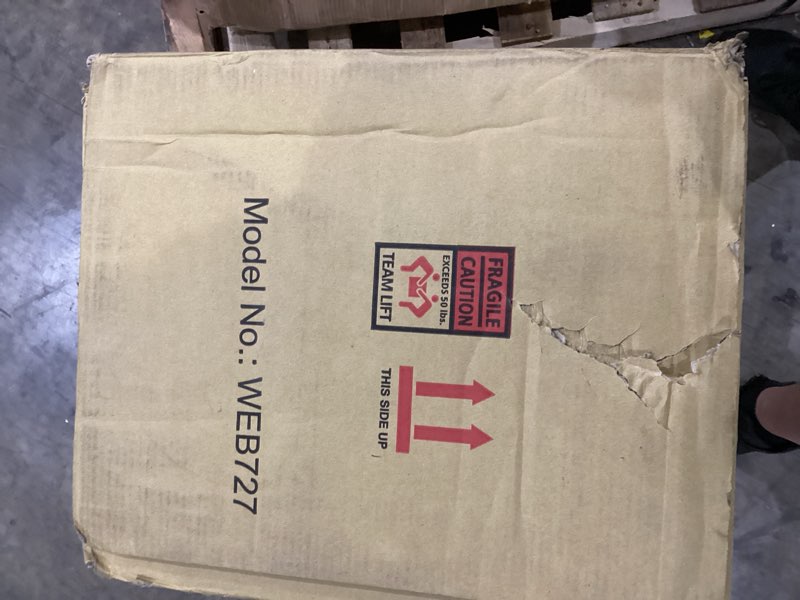 FRAGILE
CAUTION
EXCEEDS 50 lbs.
TEAM LIFT
THIS SIDE UP
Model No.: WEB727